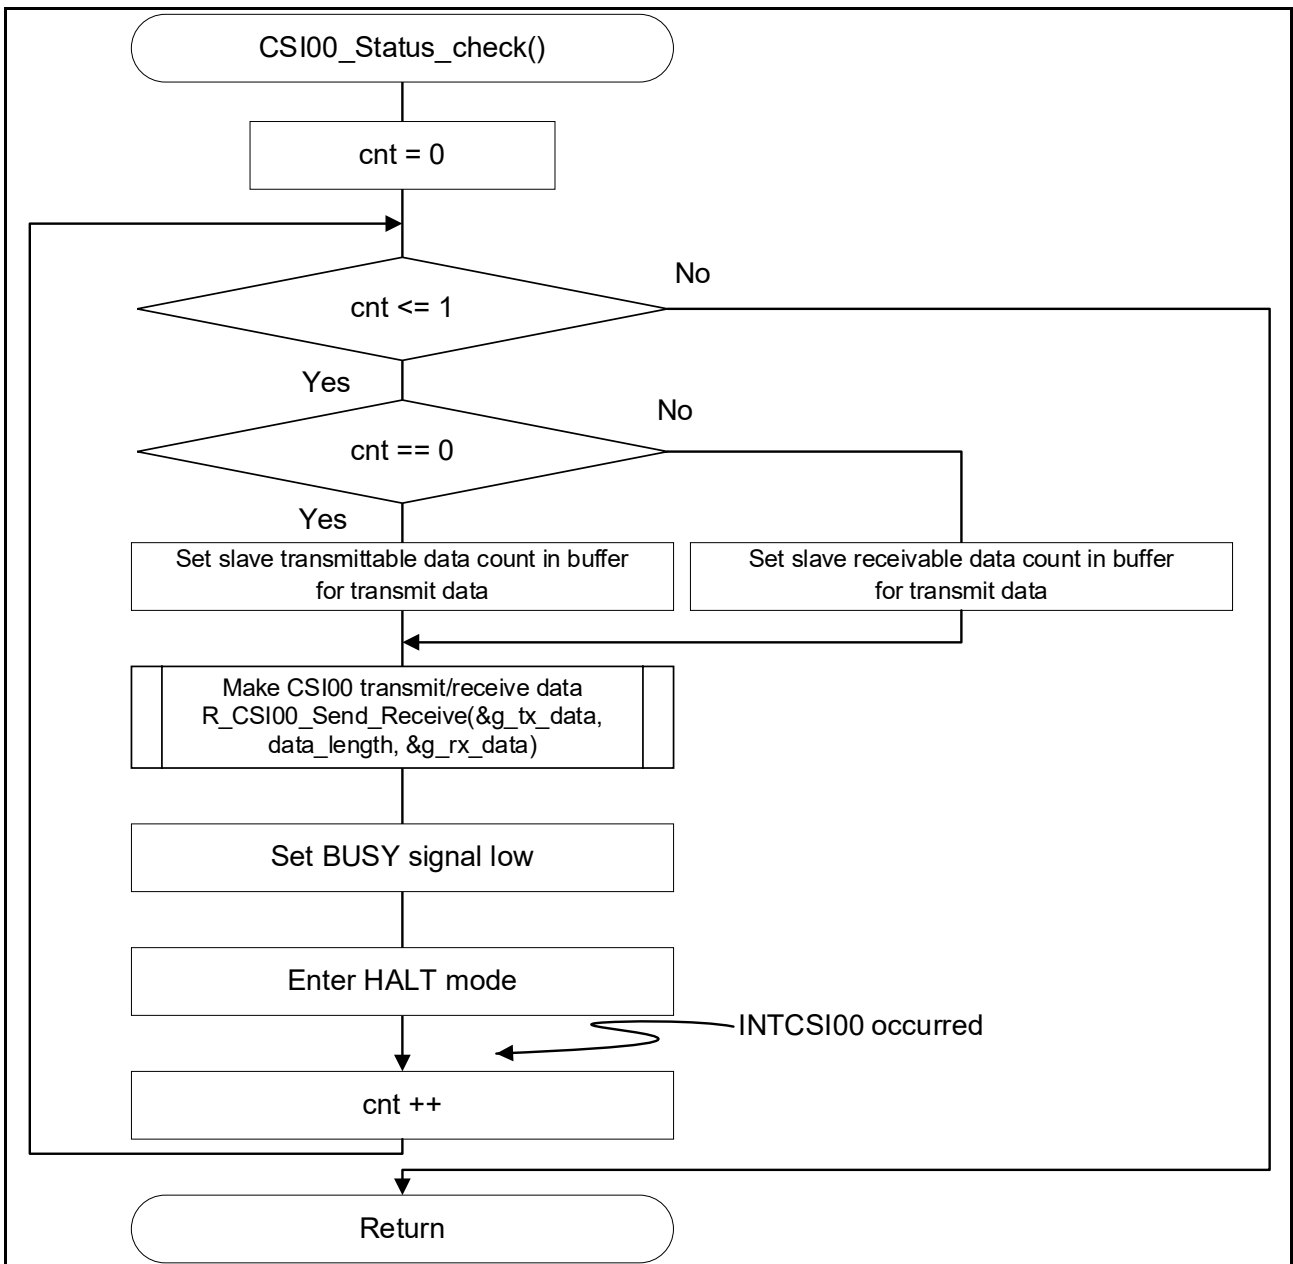 CSI00_Status_check()
cnt = 0
No
cnt <= 1
Yes
No
cnt == 0
Yes
Set slave transmittable data count in buffer
for transmit data
Set slave receivable data count in buffer
for transmit data
Make CSI00 transmit/receive data
R_CSI00_Send_Receive(&g_tx_data,
data_length, &g_rx_data)
Set BUSY signal low
Enter HALT mode
INTCSI00 occurred
cnt ++
Return